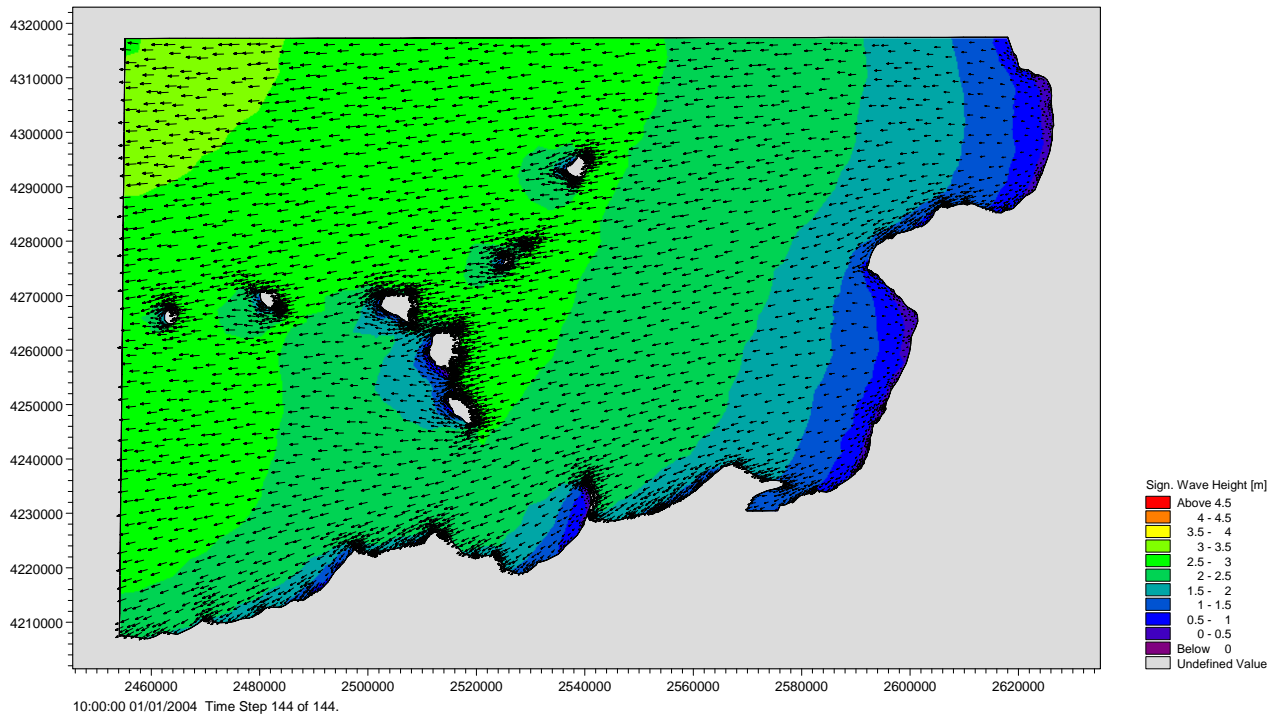 4320000
4310000
4300000
4290000
4280000
4270000
4260000
4250000
4240000
4230000
4220000
4210000
2460000 2480000 2500000 2520000 2540000 2560000 2580000 2600000 2620000
10:00:00 01/01/2004 Time Step 144 of 144.
Sign. Wave Height [m]
Above 4.5
4 - 4.5
3.5 - 4
3 - 3.5
2.5 - 3
2 - 2.5
1.5 - 2
1 - 1.5
0.5 - 1
0 - 0.5
Below 0
Undefined Value